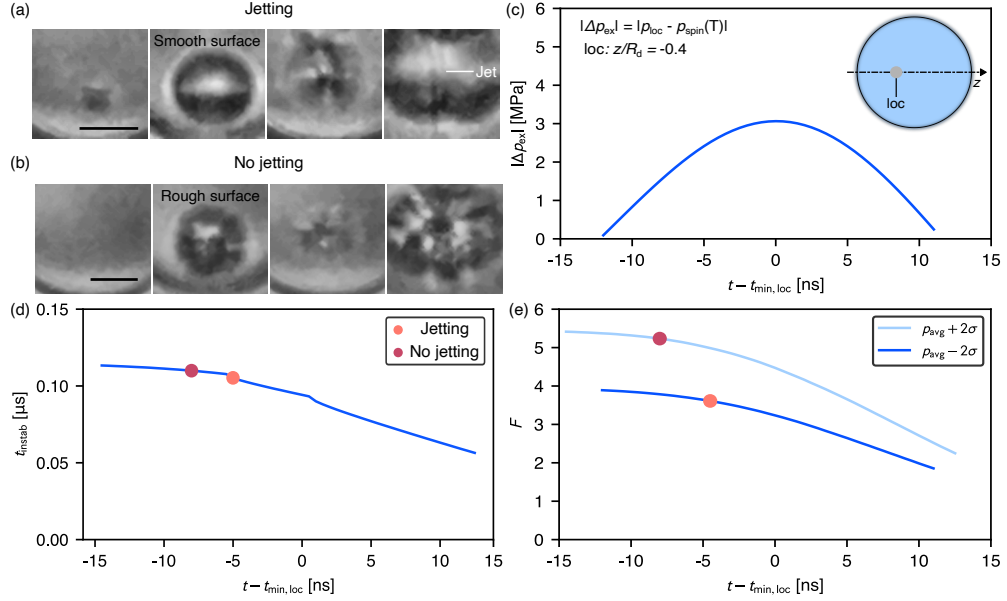 (a)
Jetting
Smooth surface
Jet
(b)
No jetting
Rough surface
(c)
|Δp_ex| = |p_loc - p_spin(T)|
loc: z/R_d = -0.4
z
loc
|Δp_ex| [MPa]
6
5
4
3
2
1
0
-15 -10 -5 0 5 10 15
t − t_min, loc [ns]
(d)
Jetting
No jetting
t_instab [µs]
0.15
0.10
0.05
0.00
-15 -10 -5 0 5 10 15
t − t_min, loc [ns]
(e)
p_avg + 2σ
p_avg − 2σ
F
6
5
4
3
2
1
0
-15 -10 -5 0 5 10 15
t − t_min, loc [ns]